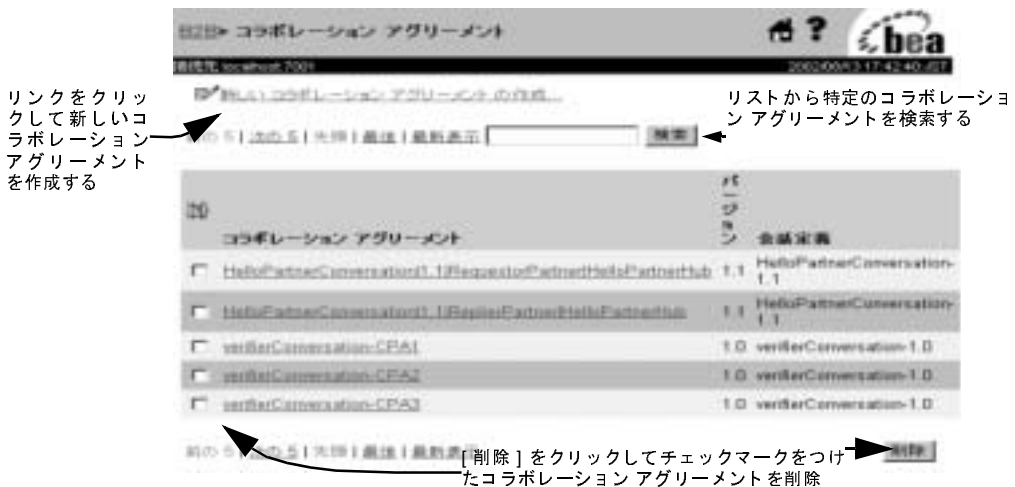 B2B> コラボレーション アグリーメント
bea
接続先 localhost:7001
2002/06/13 17:42:40 JST
リンクをクリッ
クして新しいコ
ラボレーション
アグリーメント
を作成する
新しい コラボレーション アグリーメント の作成...
リストから特定のコラボレーショ
ン アグリーメントを検索する
前の 5 | 次の 5 | 先頭 | 最後 | 最新表示
検索
コラボレーション アグリーメント
バージョン
会話定義
HelloPartnerConversation|1.1|RequestorPartner|HelloPartnerHub 1.1 HelloPartnerConversation-
1.1
HelloPartnerConversation|1.1|ReplierPartner|HelloPartnerHub 1.1 HelloPartnerConversation-
1.1
verifierConversation-CPA1 1.0 verifierConversation-1.0
verifierConversation-CPA2 1.0 verifierConversation-1.0
verifierConversation-CPA3 1.0 verifierConversation-1.0
前の 5 | 次の 5 | 先頭 | 最後 | 最新表示
削除
[ 削除 ] をクリックしてチェックマークをつけ
たコラボレーション アグリーメントを削除